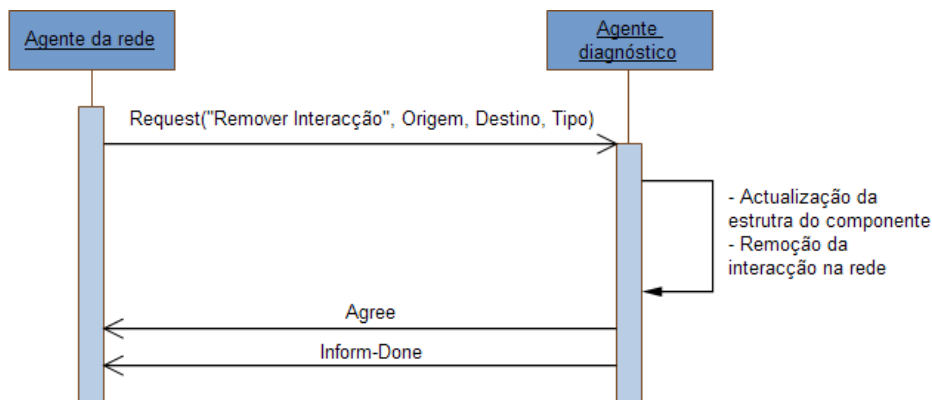 Agente da rede
Agente
diagnóstico
Request("Remover Interacção", Origem, Destino, Tipo)
- Actualização da
estrutra do componente
- Remoção da
interacção na rede
Agree
Inform-Done